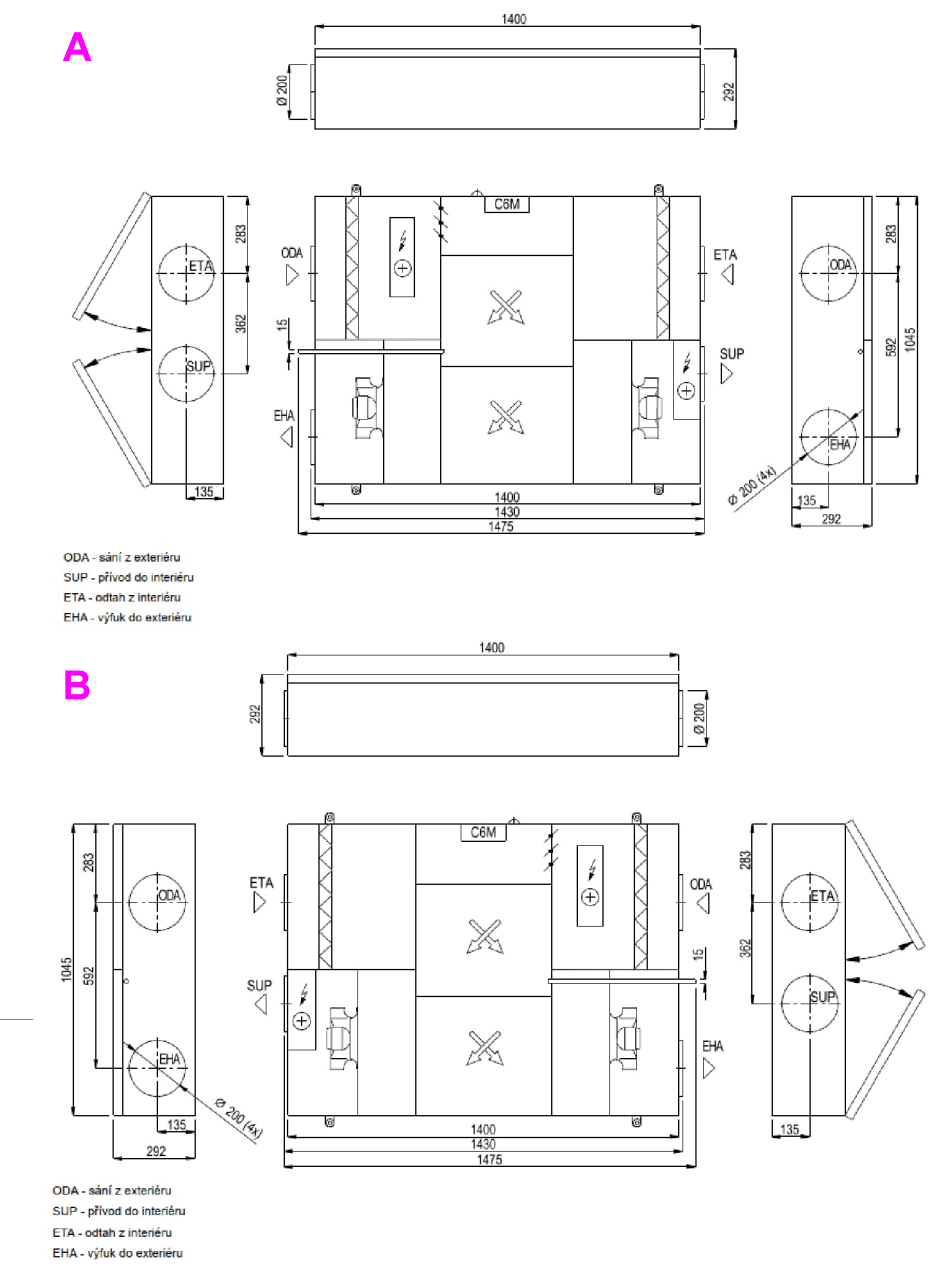 A
1400
Ø 200
292
C6M
ODA
ETA
283
283
ETA
ODA
15
362
592
1045
SUP
SUP
EHA
EHA
Ø 200 (4x)
135
1400
135
1430
292
1475
ODA - sání z exteriéru
SUP - přívod do interiéru
ETA - odtah z interiéru
EHA - výfuk do exteriéru
1400
B
292
Ø 200
C6M
283
283
ETA
ODA
ODA
ETA
1045
592
15
362
SUP
SUP
EHA
EHA
Ø 200 (4x)
135
1400
135
292
1430
1475
ODA - sání z exteriéru
SUP - přívod do interiéru
ETA - odtah z interiéru
EHA - výfuk do exteriéru